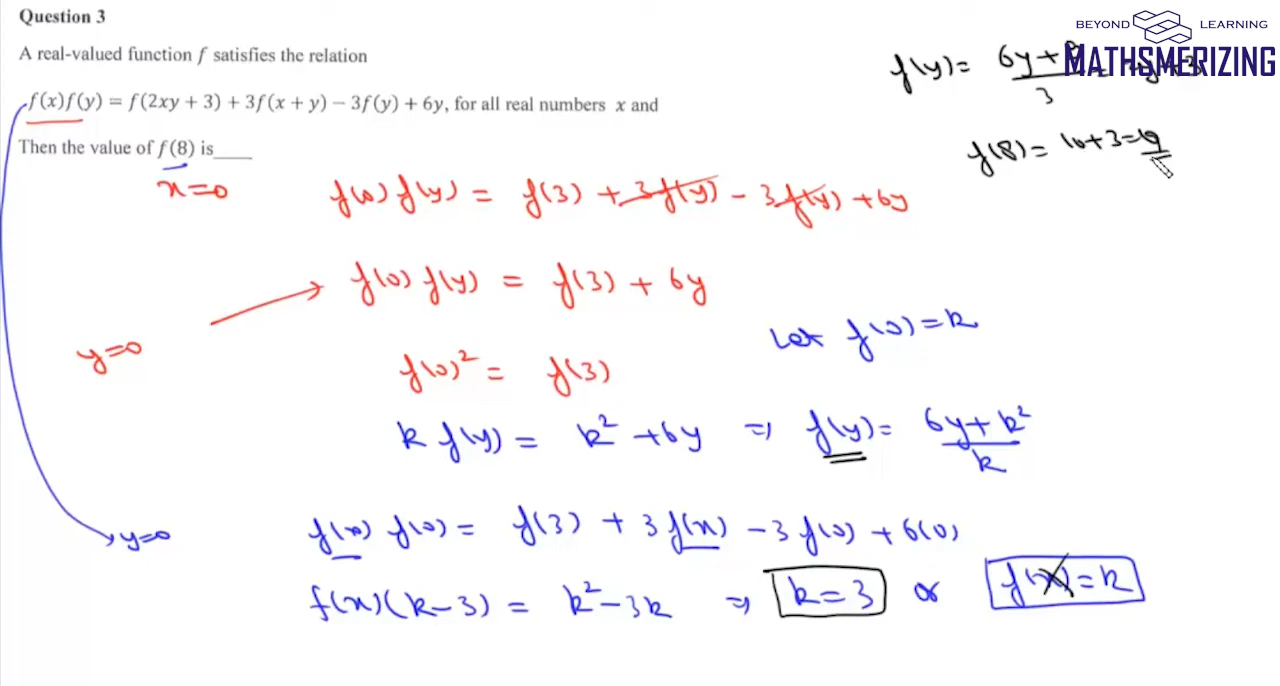 Question 3
BEYOND LEARNING
MATHSMERIZING
A real-valued function f satisfies the relation
f(x)f(y) = f(2xy + 3) + 3f(x + y) − 3f(y) + 6y, for all real numbers x and
Then the value of f(8) is____
f(y) = 6y+
3
f(8) = 16+3=19
x=0
f(0) f(y) = f(3) + 3f(y) - 3f(y) + 6y
f(0) f(y) = f(3) + 6y
Let f(0) = k
y=0
f(0)² = f(3)
k f(y) = k² + 6y ⇒ f(y) = 6y+k²
k
y=0
f(x) f(0) = f(3) + 3f(x) - 3f(0) + 6(0)
f(x)(k-3) = k² - 3k ⇒ k=3 or f(x) = k